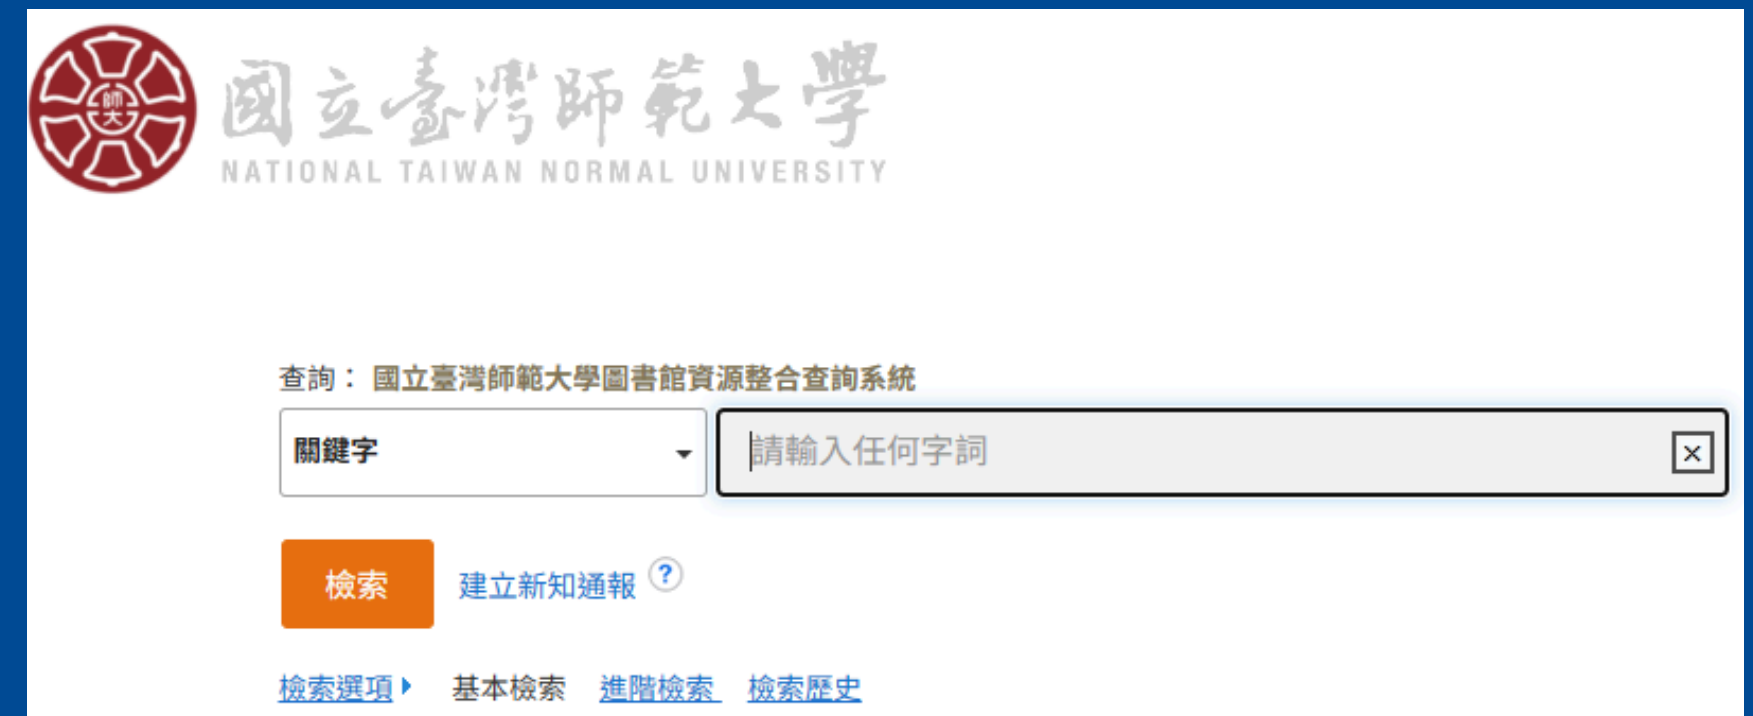 師大
國立臺灣師範大學
NATIONAL TAIWAN NORMAL UNIVERSITY
查詢： 國立臺灣師範大學圖書館資源整合查詢系統
關鍵字 請輸入任何字詞
檢索 建立新知通報 ?
檢索選項 基本檢索 進階檢索 檢索歷史